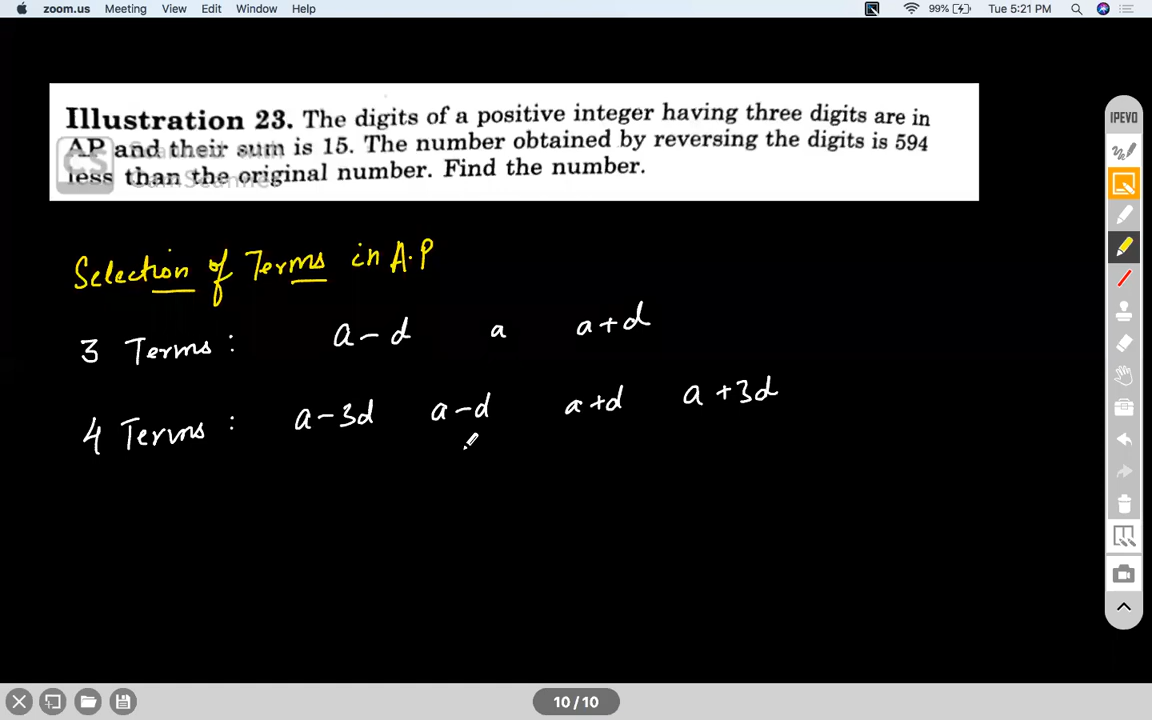 zoom.us Meeting View Edit Window Help 99% Tue 5:21 PM
Illustration 23. The digits of a positive integer having three digits are in
AP and their sum is 15. The number obtained by reversing the digits is 594
less than the original number. Find the number.
CS
IPEVO
Selection of Terms in A.P
3 Terms: a-d a a+d
4 Terms: a-3d a-d a+d a+3d
10/10